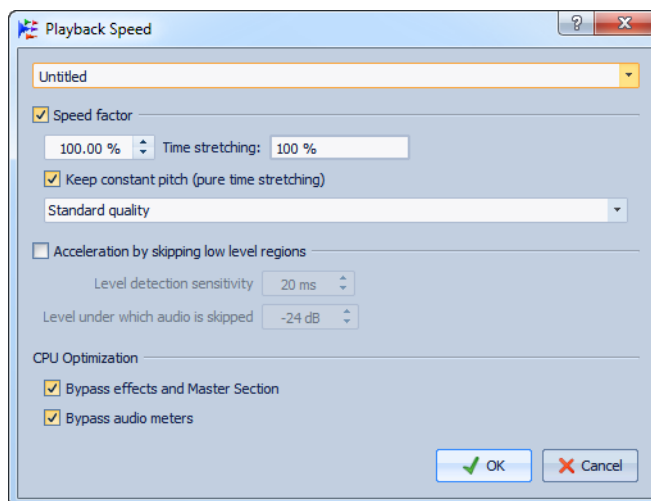 Playback Speed
Untitled
Speed factor
100.00 % Time stretching: 100 %
Keep constant pitch (pure time stretching)
Standard quality
Acceleration by skipping low level regions
Level detection sensitivity 20 ms
Level under which audio is skipped -24 dB
CPU Optimization
Bypass effects and Master Section
Bypass audio meters
OK Cancel